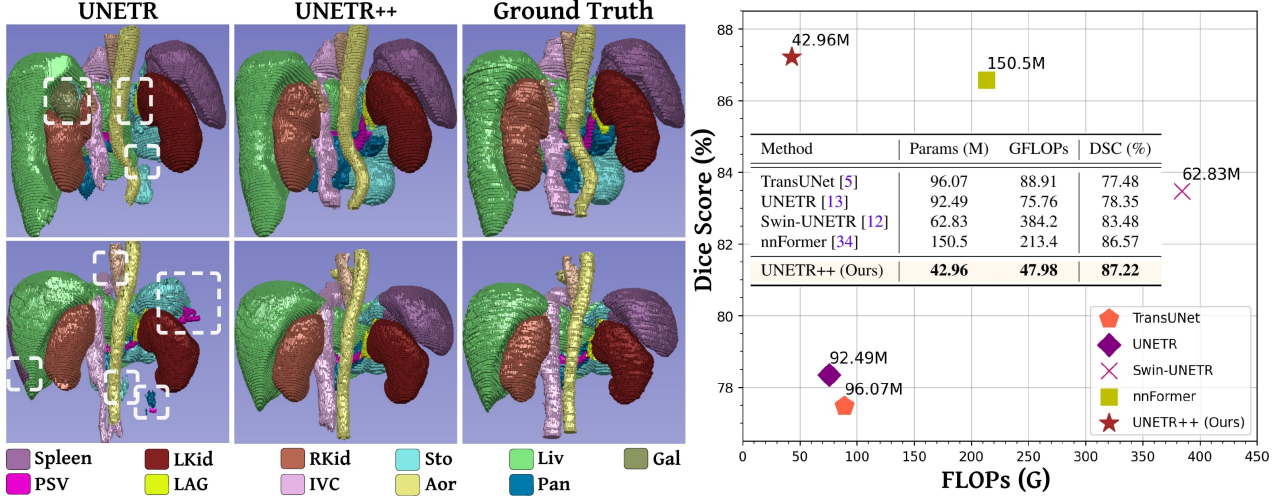 UNETR UNETR++ Ground Truth
Spleen LKid RKid Sto Liv Gal
PSV LAG IVC Aor Pan
Dice Score (%)
88
86
84
82
80
78
42.96M
150.5M
62.83M
92.49M
96.07M
Method Params (M) GFLOPs DSC (%)
TransUNet [5] 96.07 88.91 77.48
UNETR [13] 92.49 75.76 78.35
Swin-UNETR [12] 62.83 384.2 83.48
nnFormer [34] 150.5 213.4 86.57
UNETR++ (Ours) 42.96 47.98 87.22
TransUNet
UNETR
Swin-UNETR
nnFormer
UNETR++ (Ours)
0 50 100 150 200 250 300 350 400 450
FLOPs (G)